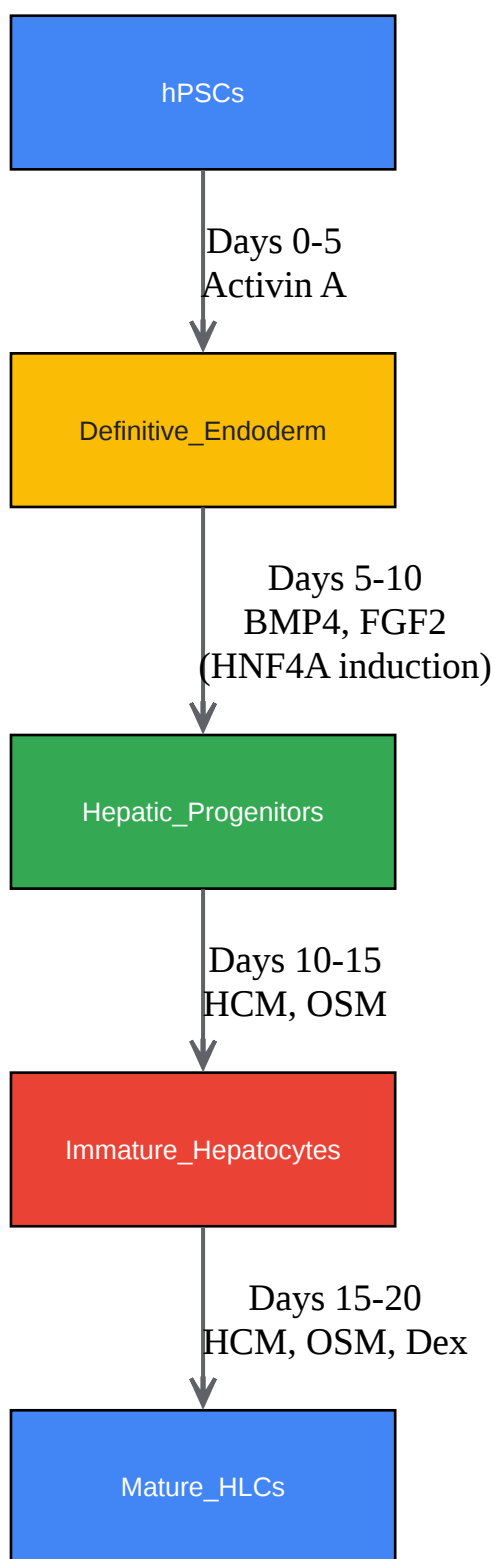 hPSCs
Days 0-5
Activin A
Definitive_Endoderm
Days 5-10
BMP4, FGF2
(HNF4A induction)
Hepatic_Progenitors
Days 10-15
HCM, OSM
Immature_Hepatocytes
Days 15-20
HCM, OSM, Dex
Mature_HLCs